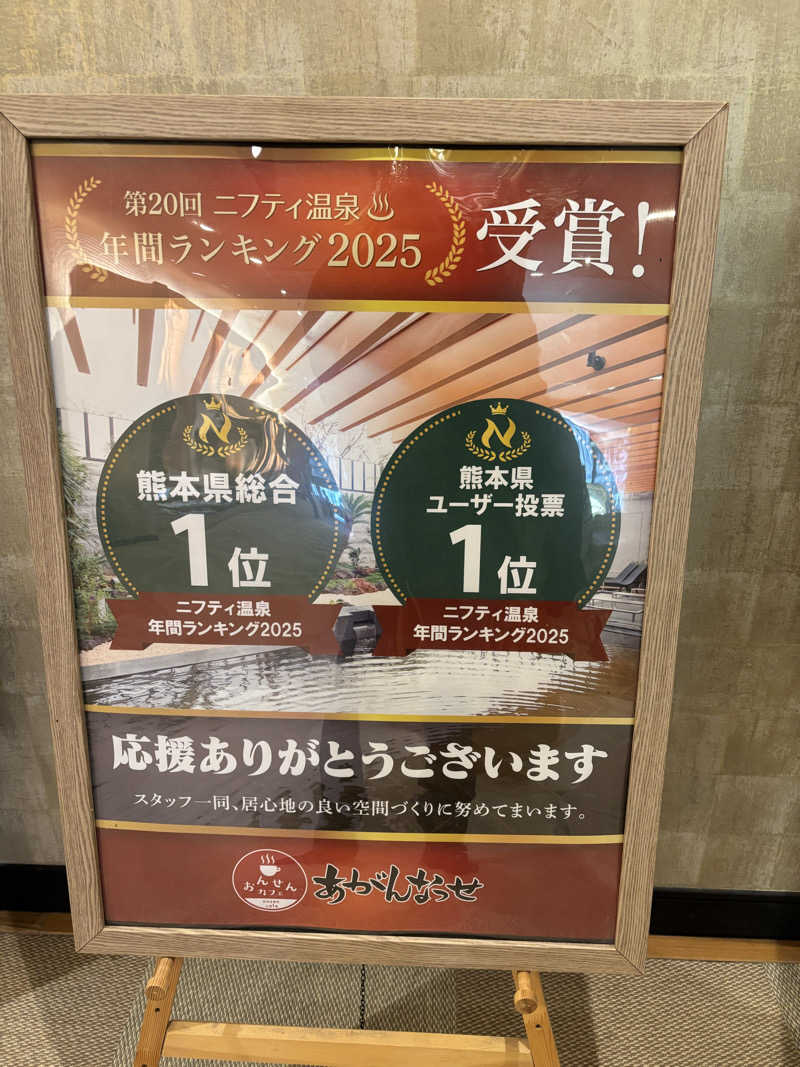 第20回 ニフティ温泉♨
年間ランキング2025
受賞!
N
熊本県総合
1位
ニフティ温泉
年間ランキング2025
N
熊本県
ユーザー投票
1位
ニフティ温泉
年間ランキング2025
応援ありがとうございます
スタッフ一同、居心地の良い空間づくりに努めてまいます。
おんせん
カフェ
onsen
cafe
あがんなっせ